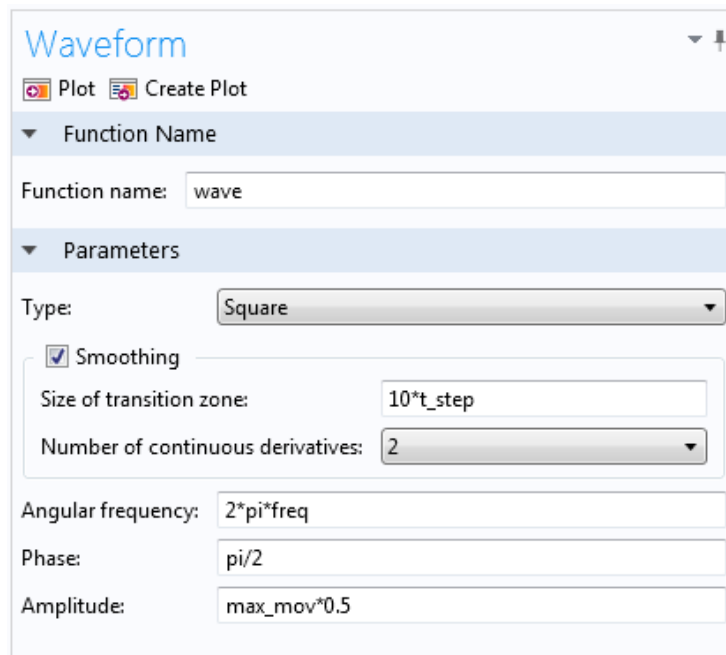 Waveform
Plot Create Plot
Function Name
Function name: wave
Parameters
Type: Square
Smoothing
Size of transition zone: 10*t_step
Number of continuous derivatives: 2
Angular frequency: 2*pi*freq
Phase: pi/2
Amplitude: max_mov*0.5